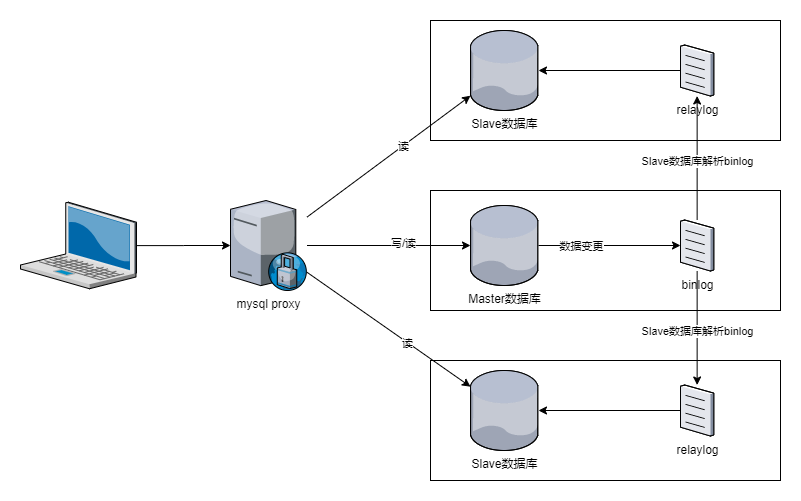 Slave数据库
relaylog
读
Slave数据库解析binlog
mysql proxy
写/读
Master数据库
数据变更
binlog
读
Slave数据库解析binlog
Slave数据库
relaylog